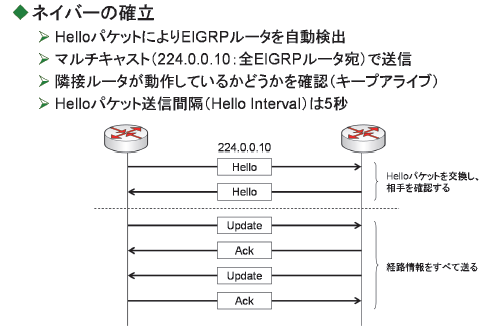 ◆ネイバーの確立
➢ HelloパケットによりEIGRPルータを自動検出
➢ マルチキャスト(224.0.0.10:全EIGRPルータ宛)で送信
➢ 隣接ルータが動作しているかどうかを確認(キープアライブ)
➢ Helloパケット送信間隔(Hello Interval)は5秒
224.0.0.10
Hello
Hello
Helloパケットを交換し、
相手を確認する
Update
Ack
Update
Ack
経路情報をすべて送る